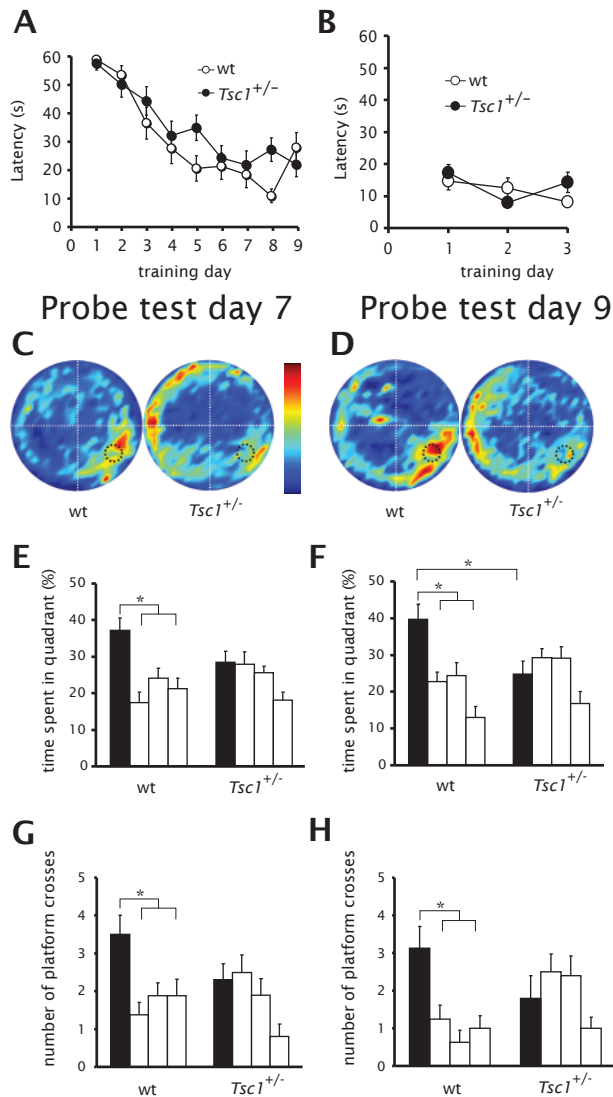 A
Latency (s)
60
50
40
30
20
10
0
wt
Tsc1+/-
0 1 2 3 4 5 6 7 8 9
training day
B
Latency (s)
60
50
40
30
20
10
0
wt
Tsc1+/-
0 1 2 3
training day
Probe test day 7
Probe test day 9
C
wt
Tsc1+/-
D
wt
Tsc1+/-
E
time spent in quadrant (%)
50
40
30
20
10
0
*
wt
Tsc1+/-
F
time spent in quadrant (%)
50
40
30
20
10
0
*
*
wt
Tsc1+/-
G
number of platform crosses
5
4
3
2
1
0
*
wt
Tsc1+/-
H
number of platform crosses
5
4
3
2
1
0
*
wt
Tsc1+/-